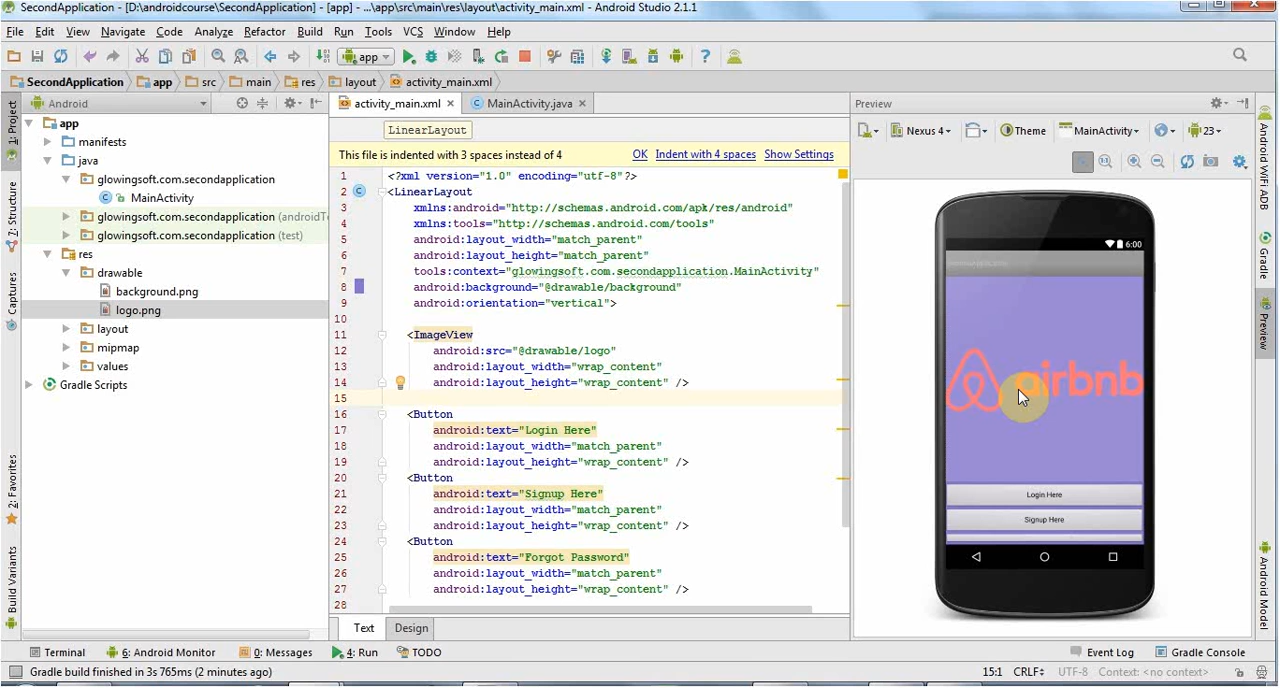 SecondApplication - [D:\androidcourse\SecondApplication] - [app] - ...\app\src\main\res\layout\activity_main.xml - Android Studio 2.1.1
File Edit View Navigate Code Analyze Refactor Build Run Tools VCS Window Help
app
SecondApplication app src main res layout activity_main.xml
1: Project
Z: Structure
Captures
2: Favorites
Build Variants
Android
app
manifests
java
glowingsoft.com.secondapplication
MainActivity
glowingsoft.com.secondapplication (androidT
glowingsoft.com.secondapplication (test)
res
drawable
background.png
logo.png
layout
mipmap
values
Gradle Scripts
activity_main.xml MainActivity.java
LinearLayout
This file is indented with 3 spaces instead of 4 OK Indent with 4 spaces Show Settings
1 <?xml version="1.0" encoding="utf-8"?>
2 <LinearLayout
3 xmlns:android="http://schemas.android.com/apk/res/android"
4 xmlns:tools="http://schemas.android.com/tools"
5 android:layout_width="match_parent"
6 android:layout_height="match_parent"
7 tools:context="glowingsoft.com.secondapplication.MainActivity"
8 android:background="@drawable/background"
9 android:orientation="vertical">
10
11 <ImageView
12 android:src="@drawable/logo"
13 android:layout_width="wrap_content"
14 android:layout_height="wrap_content" />
15
16 <Button
17 android:text="Login Here"
18 android:layout_width="match_parent"
19 android:layout_height="wrap_content" />
20 <Button
21 android:text="Signup Here"
22 android:layout_width="match_parent"
23 android:layout_height="wrap_content" />
24 <Button
25 android:text="Forgot Password"
26 android:layout_width="match_parent"
27 android:layout_height="wrap_content" />
28
Text Design
Preview
Nexus 4 Theme MainActivity 23
1:1
6:00
airbnb
Login Here
Signup Here
Android WiFi ADB
Gradle
Preview
Android Model
Terminal 6: Android Monitor 0: Messages 4: Run TODO Event Log Gradle Console
Gradle build finished in 3s 765ms (2 minutes ago) 15:1 CRLF UTF-8 Context: <no context>